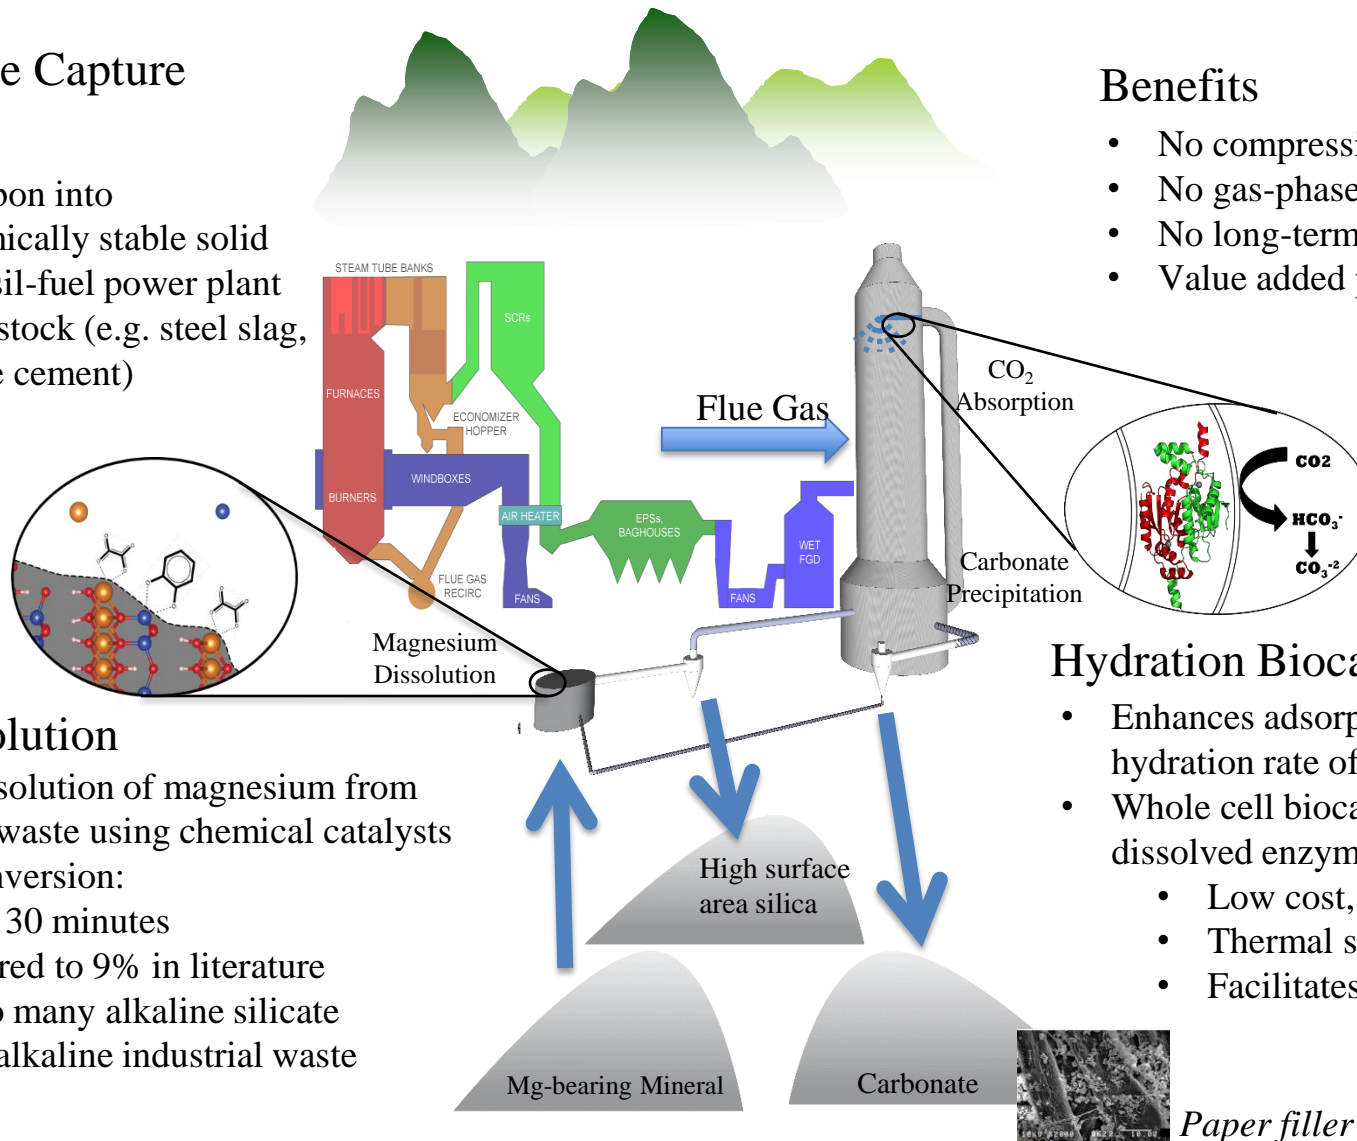 e Capture
bon into
nically stable solid
sil-fuel power plant
stock (e.g. steel slag,
e cement)
Benefits
• No compressi
• No gas-phase
• No long-term
• Value added p
STEAM TUBE BANKS
SCRs
FURNACES
ECONOMIZER
HOPPER
BURNERS
WINDBOXES
AIR HEATER
EPSs,
BAGHOUSES
WET
FGD
FLUE GAS
RECIRC
FANS
FANS
Flue Gas
CO₂
Absorption
CO2
HCO₃⁻
CO₃⁻²
Carbonate
Precipitation
Magnesium
Dissolution
olution
solution of magnesium from
waste using chemical catalysts
nversion:
30 minutes
red to 9% in literature
o many alkaline silicate
alkaline industrial waste
Hydration Bioca
• Enhances adsorp
hydration rate of
• Whole cell bioca
dissolved enzym
• Low cost,
• Thermal s
• Facilitates
High surface
area silica
Mg-bearing Mineral
Carbonate
Paper filler